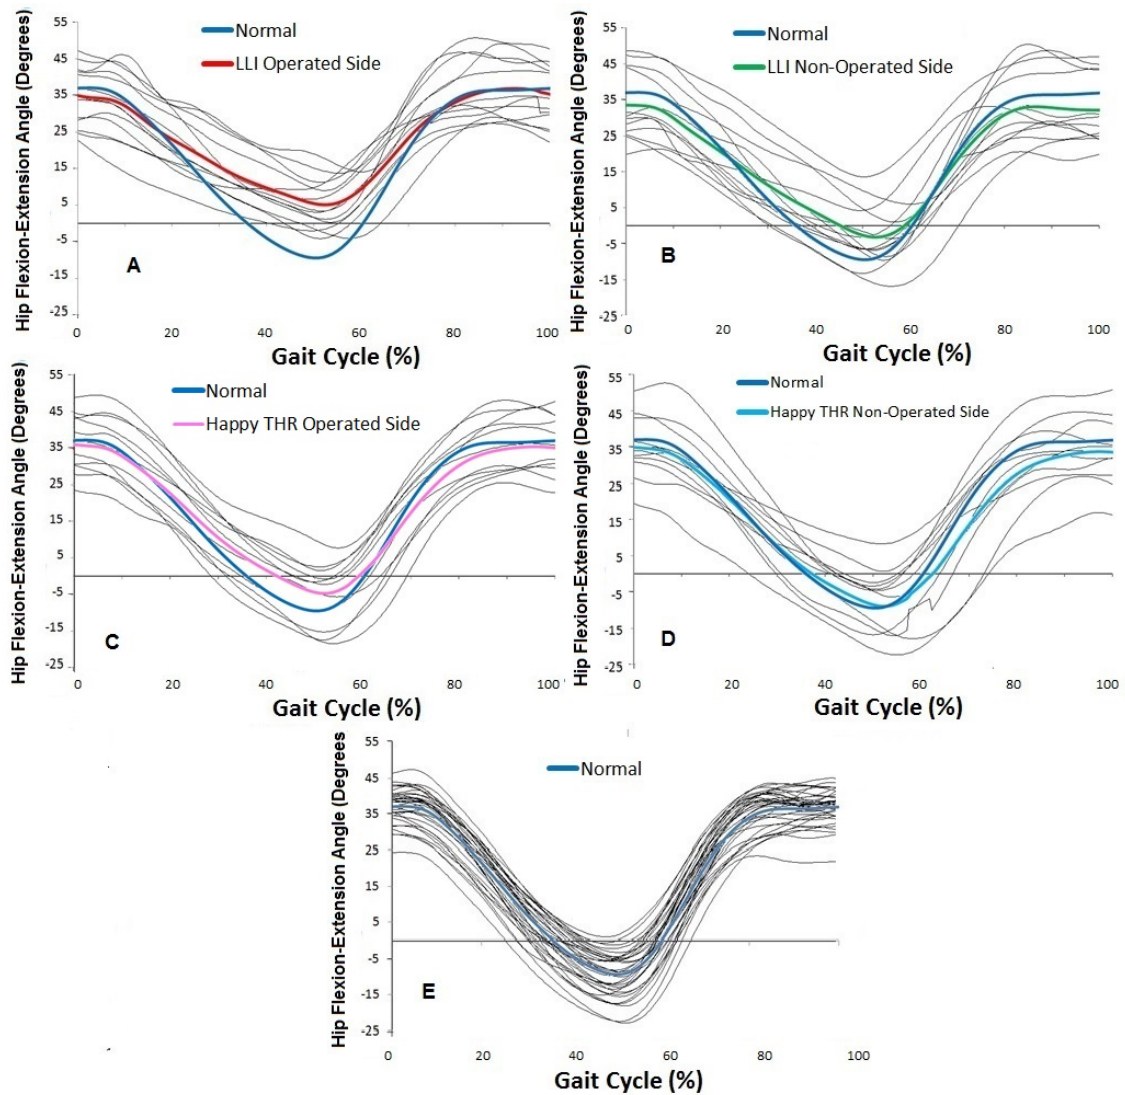 Hip Flexion-Extension Angle (Degrees)
55
45
35
25
15
5
-5
-15
-25
Normal
LLI Operated Side
A
0 20 40 60 80 100
Gait Cycle (%)
Hip Flexion-Extension Angle (Degrees)
55
45
35
25
15
5
-5
-15
-25
Normal
LLI Non-Operated Side
B
0 20 40 60 80 100
Gait Cycle (%)
Hip Flexion-Extension Angle (Degrees)
55
45
35
25
15
5
-5
-15
-25
Normal
Happy THR Operated Side
C
0 20 40 60 80 100
Gait Cycle (%)
Hip Flexion-Extension Angle (Degrees)
55
45
35
25
15
5
-5
-15
-25
Normal
Happy THR Non-Operated Side
D
0 20 40 60 80 100
Gait Cycle (%)
Hip Flexion-Extension Angle (Degrees
55
45
35
25
15
5
-5
-15
-25
Normal
E
0 20 40 60 80 100
Gait Cycle (%)